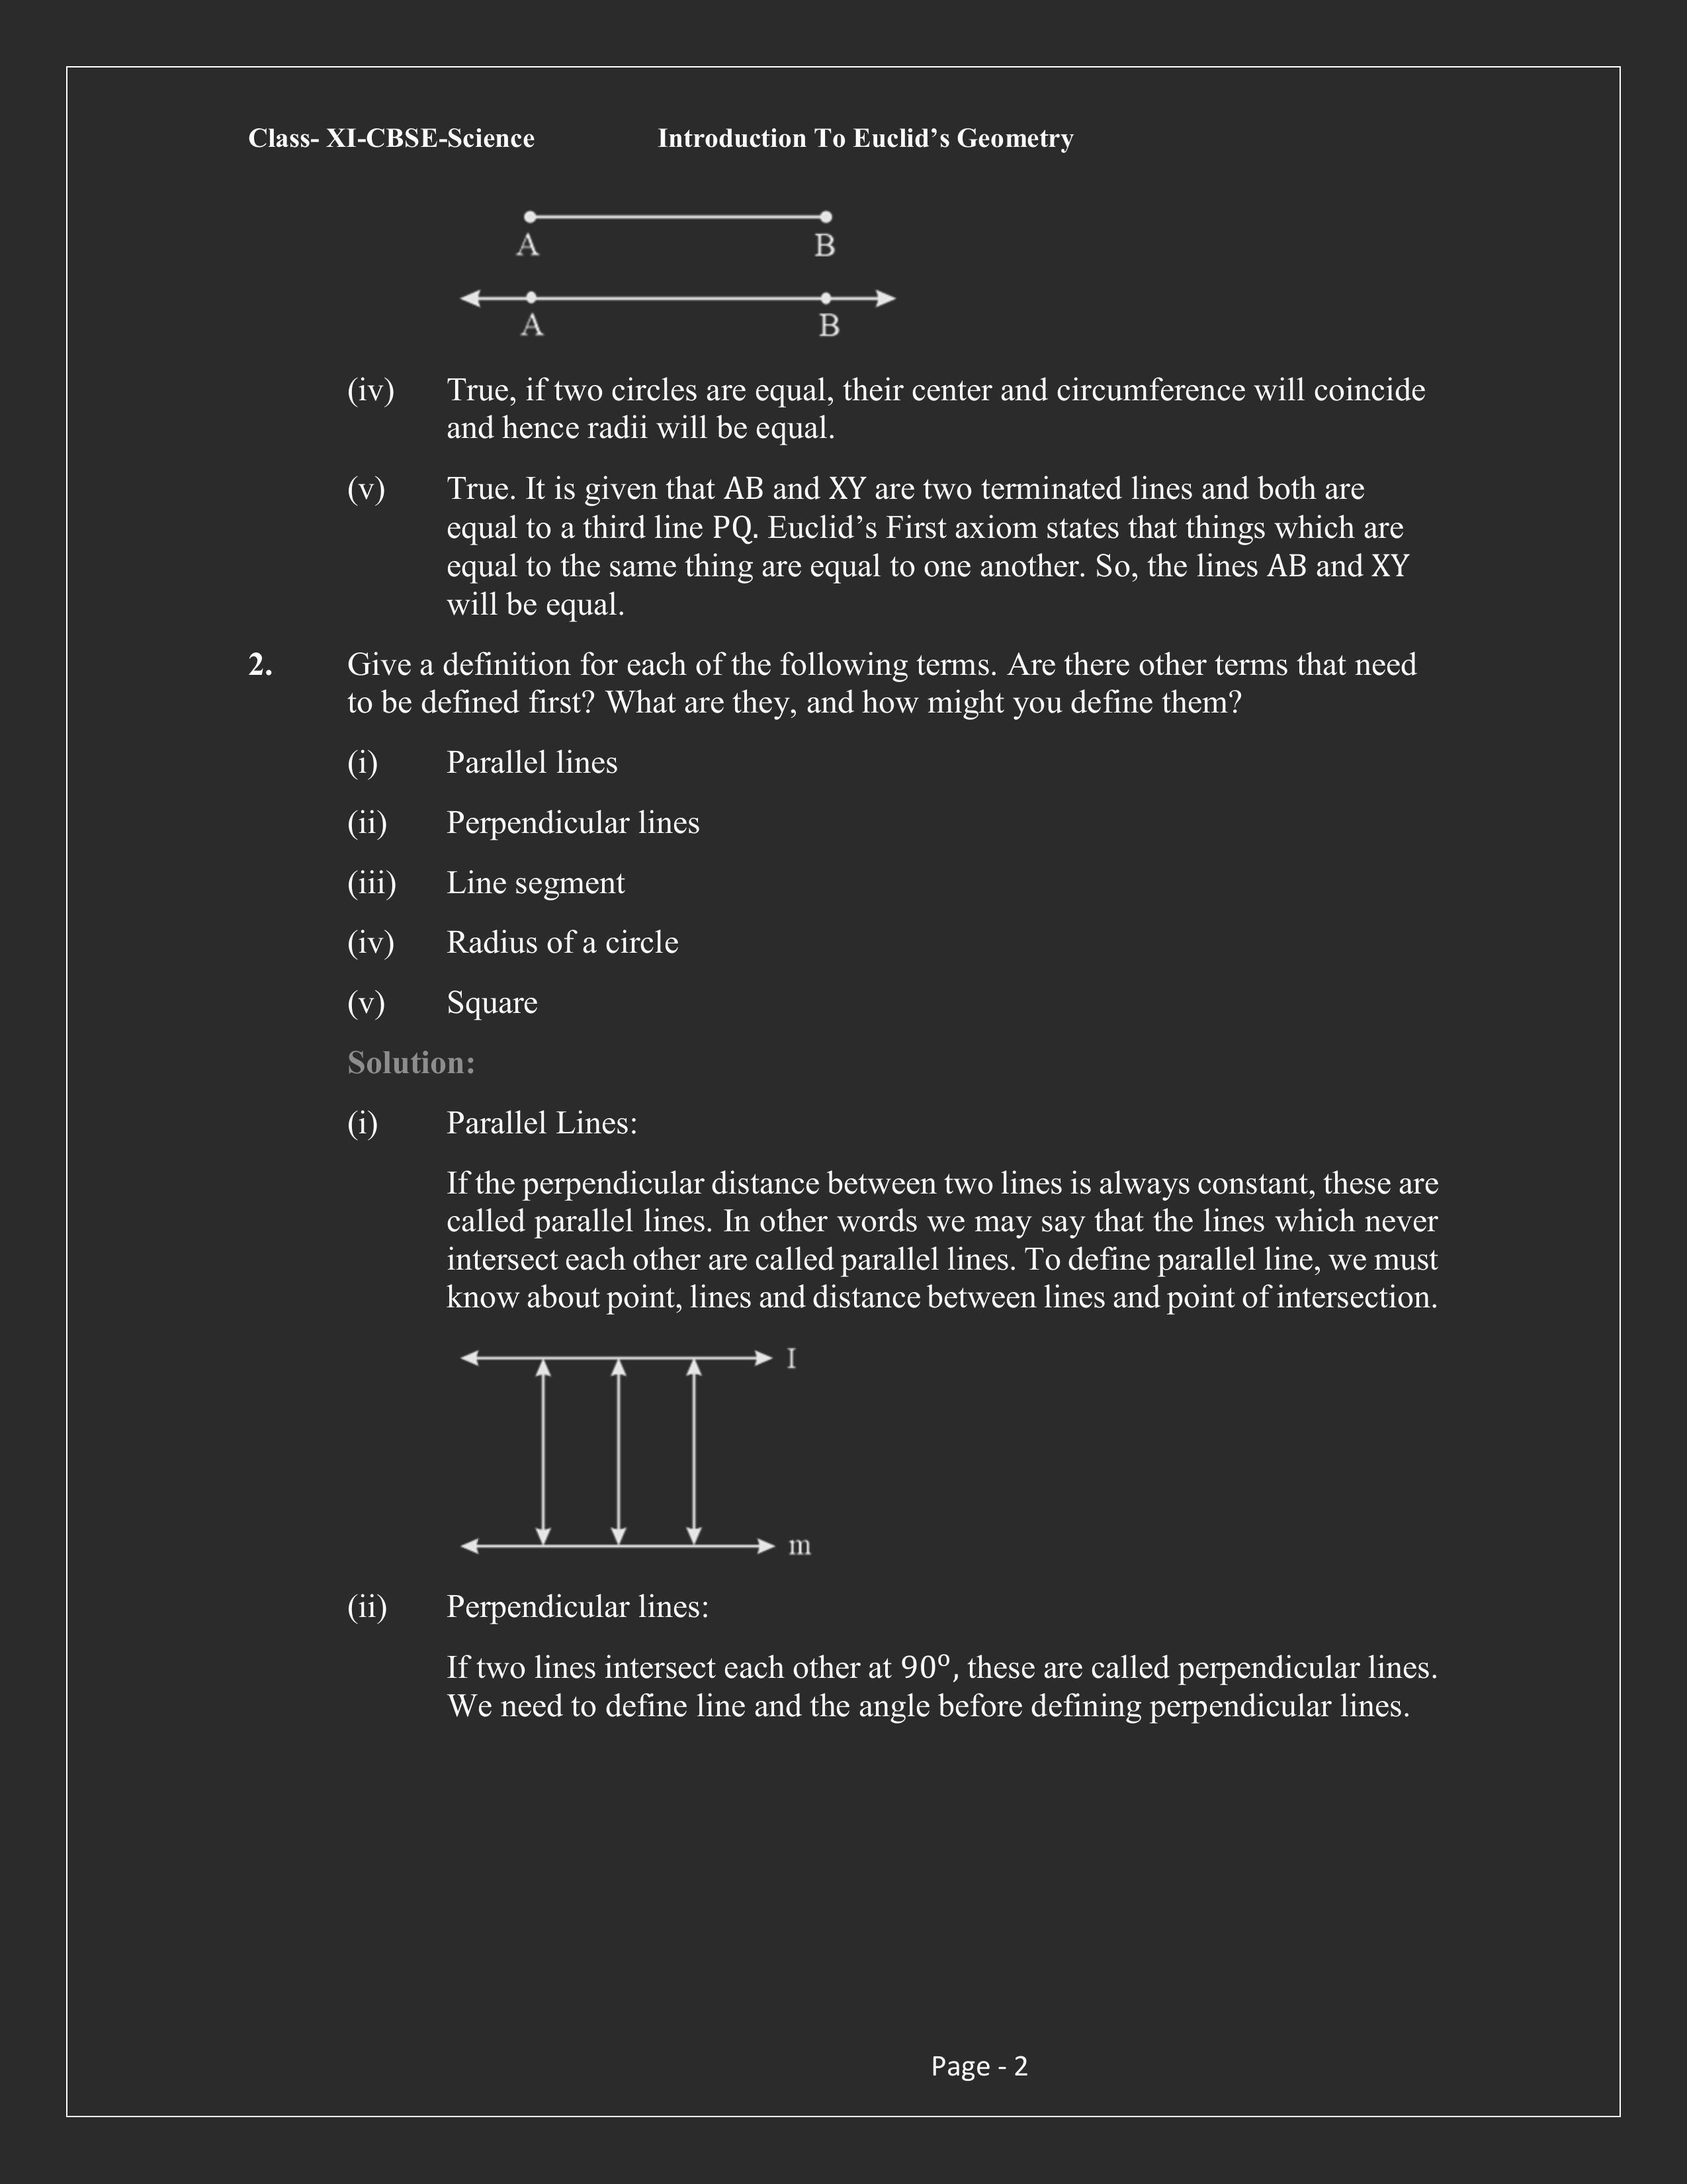 Class- XI-CBSE-Science Introduction To Euclid’s Geometry
A B
A B
(iv) True, if two circles are equal, their center and circumference will coincide
and hence radii will be equal.
(v) True. It is given that AB and XY are two terminated lines and both are
equal to a third line PQ. Euclid’s First axiom states that things which are
equal to the same thing are equal to one another. So, the lines AB and XY
will be equal.
2. Give a definition for each of the following terms. Are there other terms that need
to be defined first? What are they, and how might you define them?
(i) Parallel lines
(ii) Perpendicular lines
(iii) Line segment
(iv) Radius of a circle
(v) Square
Solution:
(i) Parallel Lines:
If the perpendicular distance between two lines is always constant, these are
called parallel lines. In other words we may say that the lines which never
intersect each other are called parallel lines. To define parallel line, we must
know about point, lines and distance between lines and point of intersection.
I
m
(ii) Perpendicular lines:
If two lines intersect each other at 90º, these are called perpendicular lines.
We need to define line and the angle before defining perpendicular lines.
Page - 2